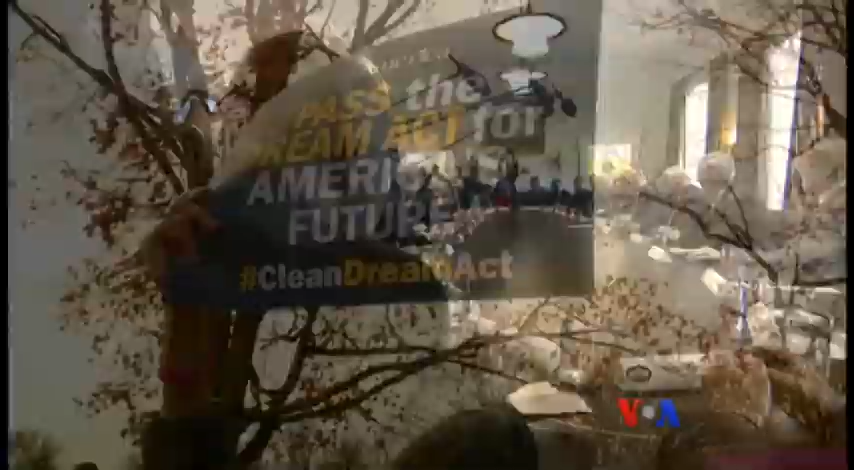 PASS the
DREAM ACT for
AMERICA'S
FUTURE
#CleanDreamAct
VOA